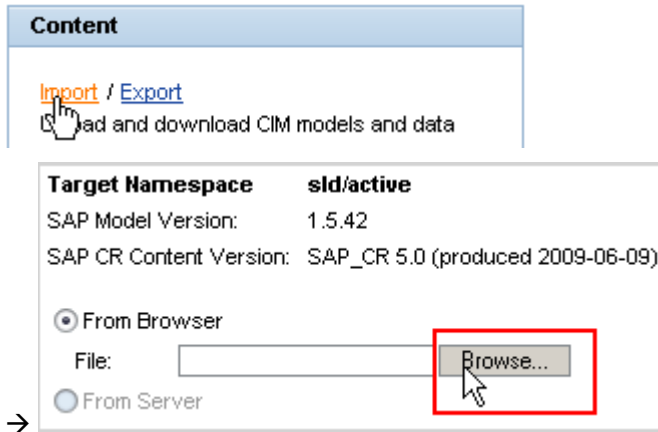 Content
Import / Export
Upload and download CIM models and data
Target Namespace sld/active
SAP Model Version: 1.5.42
SAP CR Content Version: SAP_CR 5.0 (produced 2009-06-09)
From Browser
File: Browse...
From Server
→